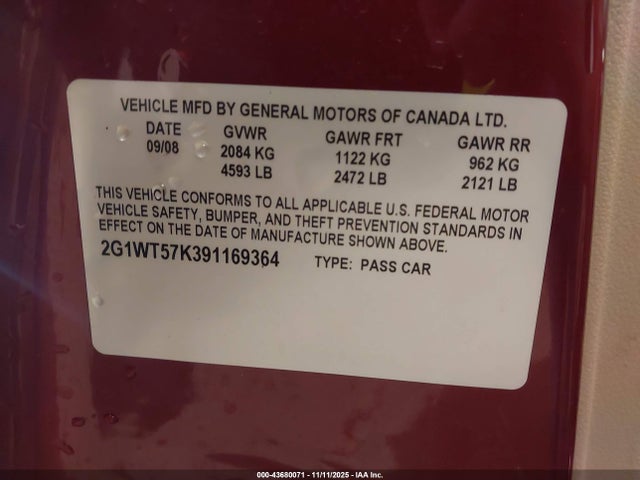 VEHICLE MFD BY GENERAL MOTORS OF CANADA LTD.
DATE GVWR GAWR FRT GAWR RR
09/08 2084 KG 1122 KG 962 KG
4593 LB 2472 LB 2121 LB
THIS VEHICLE CONFORMS TO ALL APPLICABLE U.S. FEDERAL MOTOR
VEHICLE SAFETY, BUMPER, AND THEFT PREVENTION STANDARDS IN
EFFECT ON THE DATE OF MANUFACTURE SHOWN ABOVE.
2G1WT57K391169364 TYPE: PASS CAR
000-43680071 - 11/11/2025 - IAA Inc.